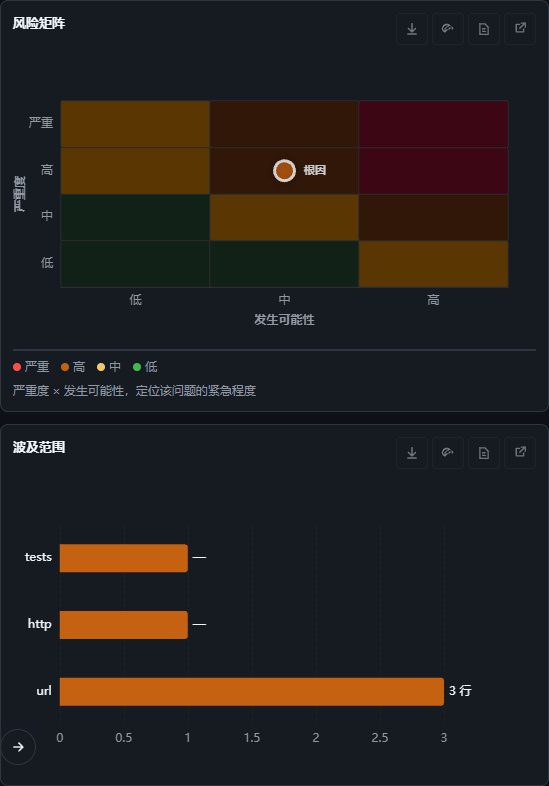 风险矩阵
严重
高
根因
中
低
严重度
低 中 高
发生可能性
严重 高 中 低
严重度 × 发生可能性，定位该问题的紧急程度
波及范围
tests —
http —
url 3 行
0 0.5 1 1.5 2 2.5 3